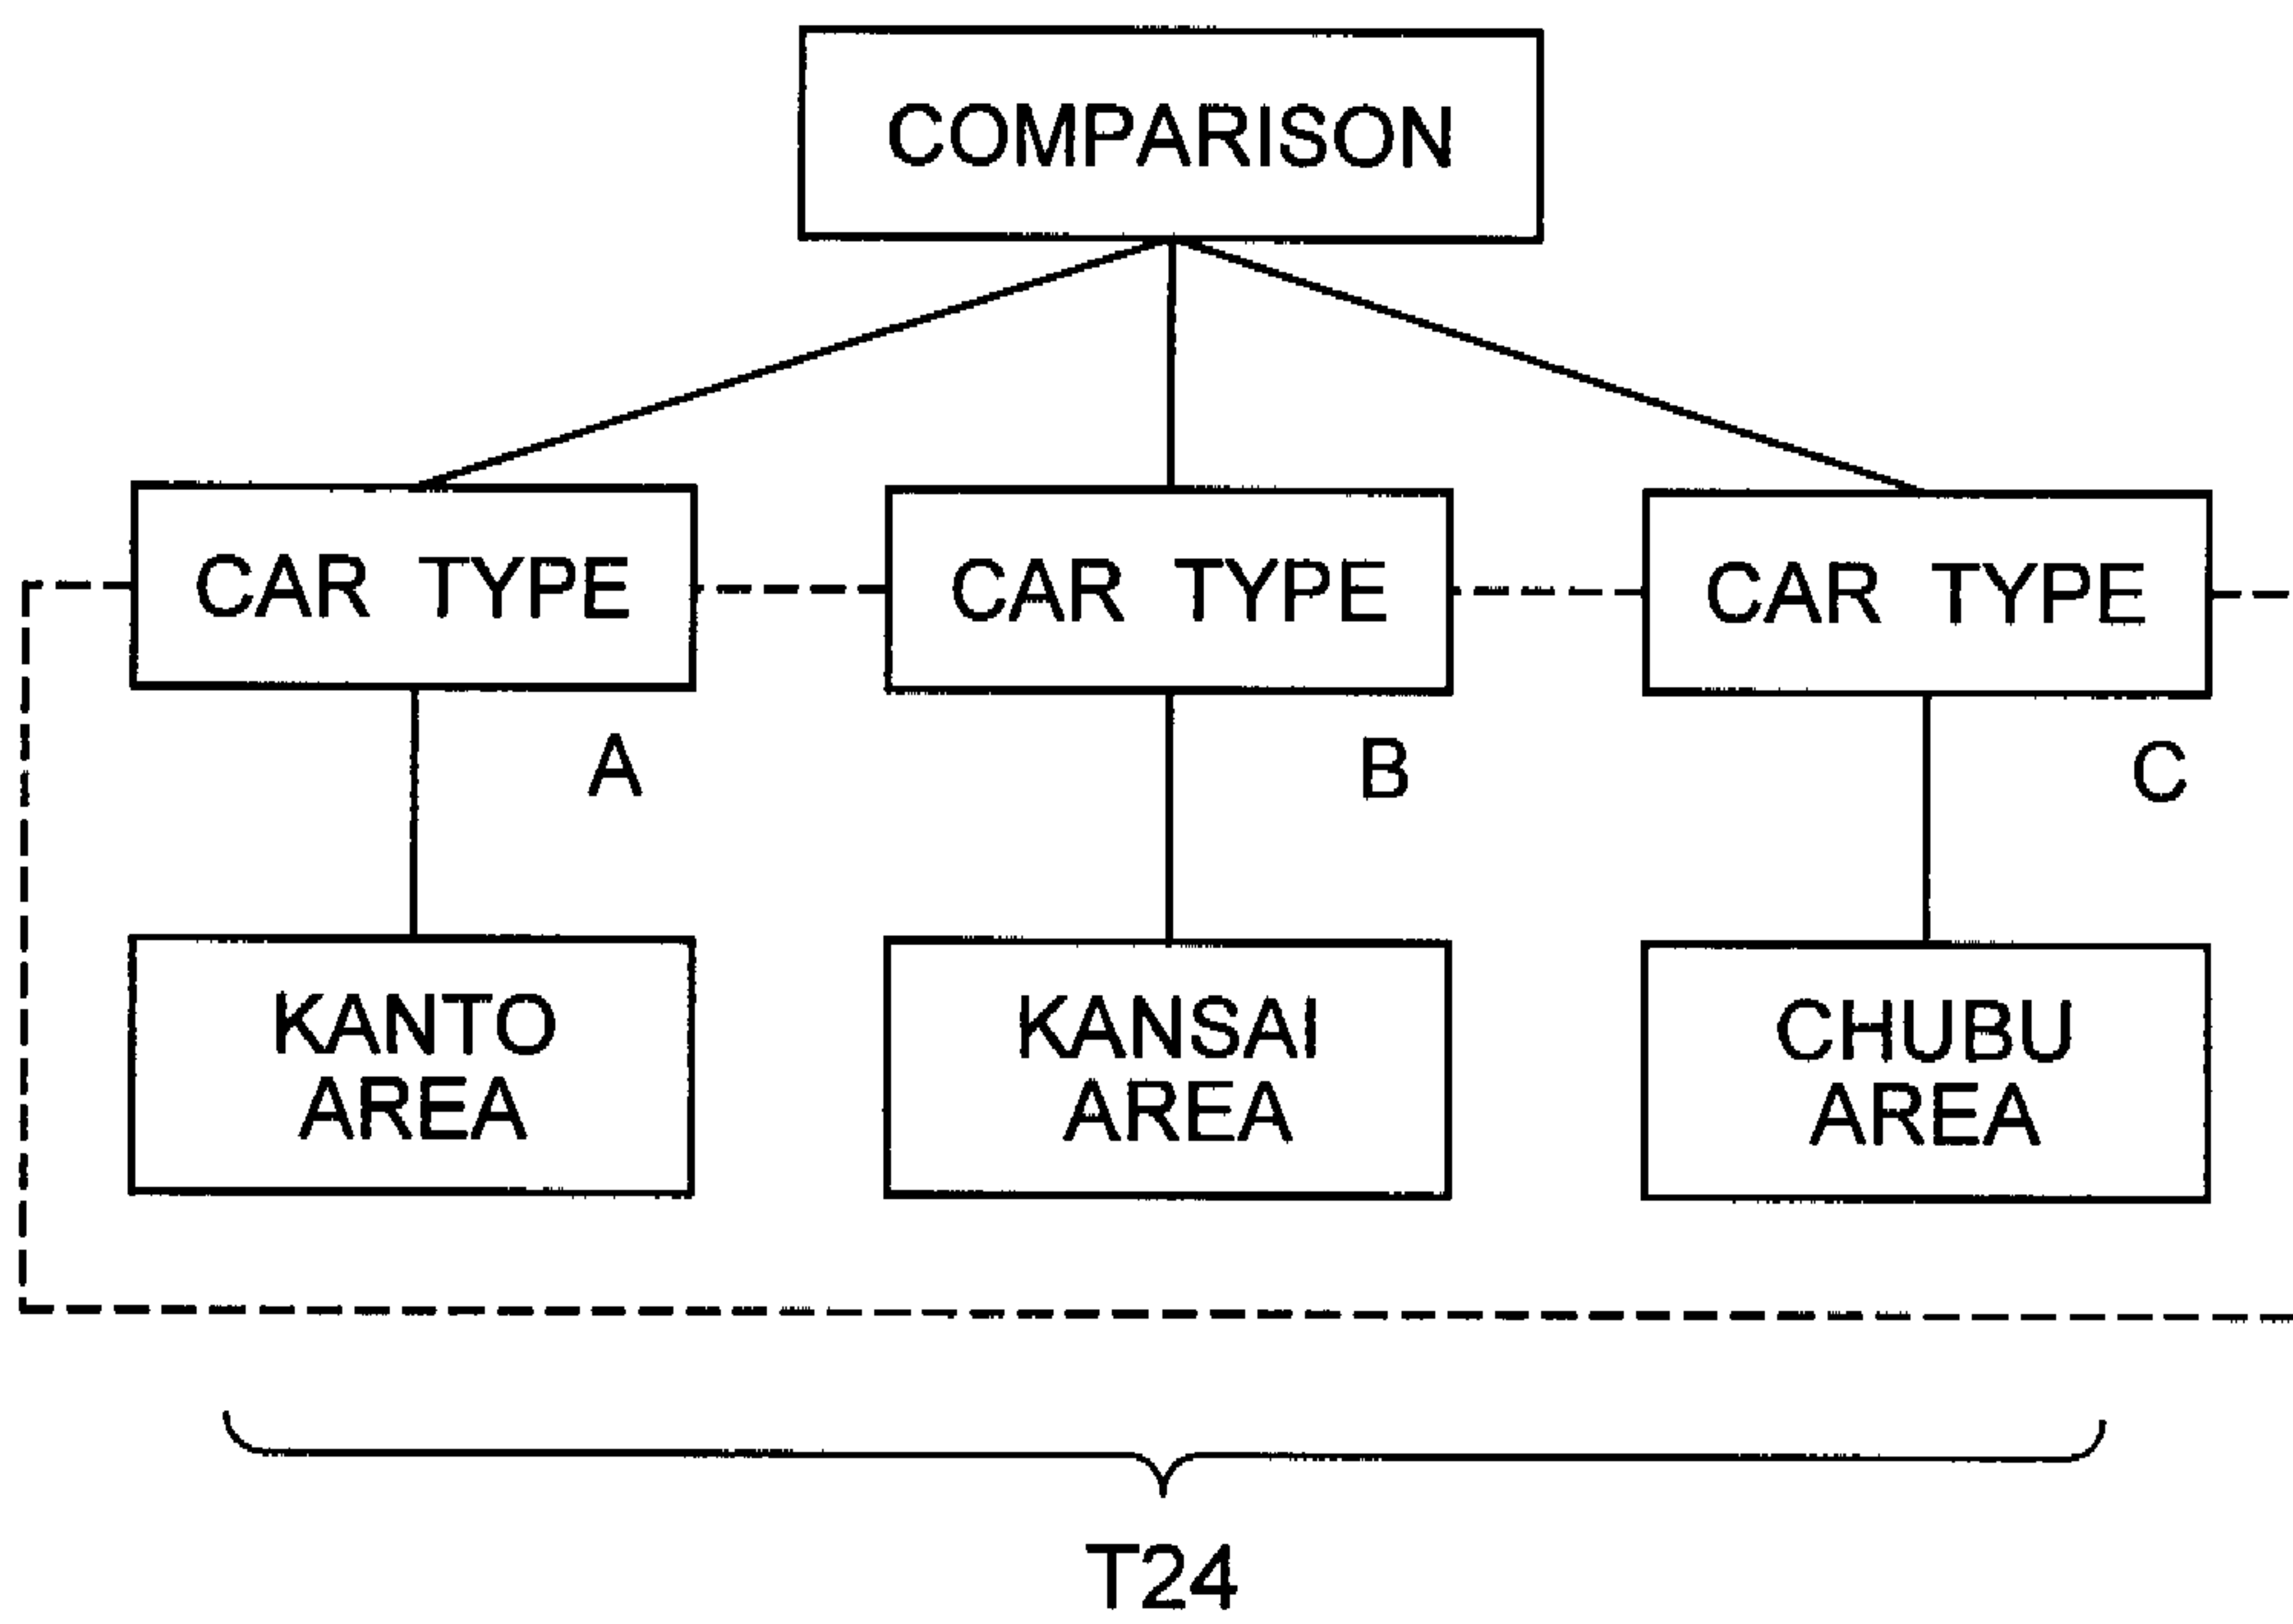 COMPARISON
CAR TYPE
CAR TYPE
CAR TYPE
A
B
C
KANTO
AREA
KANSAI
AREA
CHUBU
AREA
T24